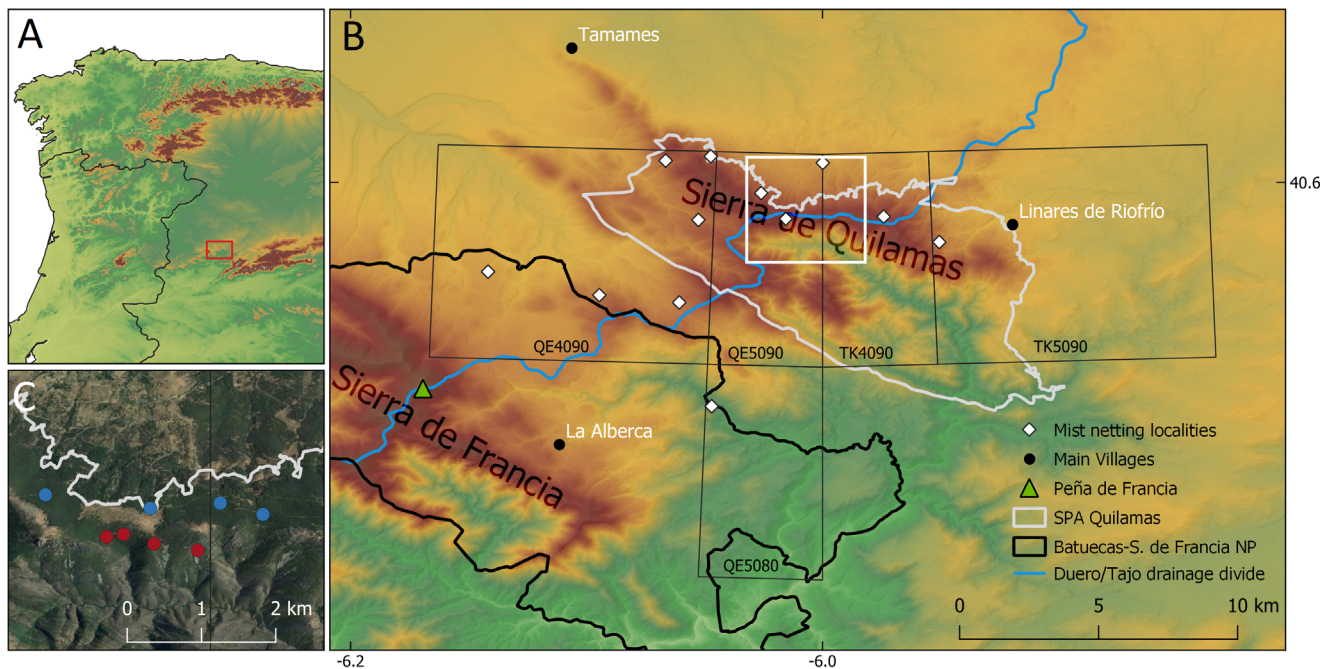 A
B
Tamames
40.6
Sierra de Quilamas
Linares de Riofrío
QE4090
QE5090
TK4090
TK5090
Sierra de Francia
La Alberca
QE5080
Mist netting localities
Main Villages
Peña de Francia
SPA Quilamas
Batuecas-S. de Francia NP
Duero/Tajo drainage divide
0 5 10 km
-6.2
-6.0
C
0 1 2 km